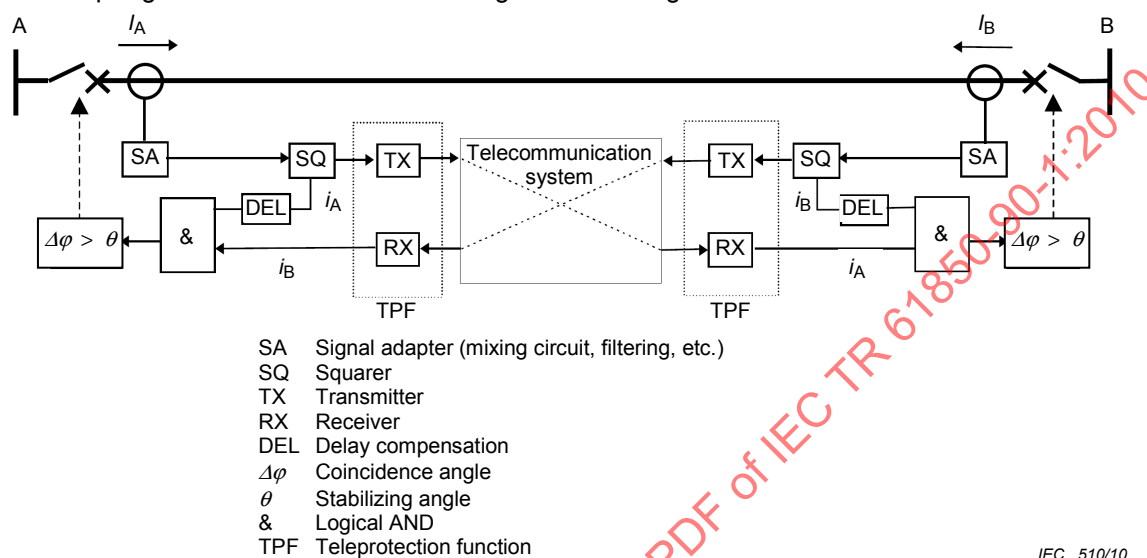 A
I_A
I_B
B
SA
SQ
TX
Telecommunication system
TX
SQ
SA
i_A
DEL
i_B
DEL
Δφ > θ
&
RX
RX
&
Δφ > θ
i_B
i_A
TPF
TPF
SA Signal adapter (mixing circuit, filtering, etc.)
SQ Squarer
TX Transmitter
RX Receiver
DEL Delay compensation
Δφ Coincidence angle
θ Stabilizing angle
& Logical AND
TPF Teleprotection function
IEC 510/10
PDF of IEC TR 61850-90-1:2010